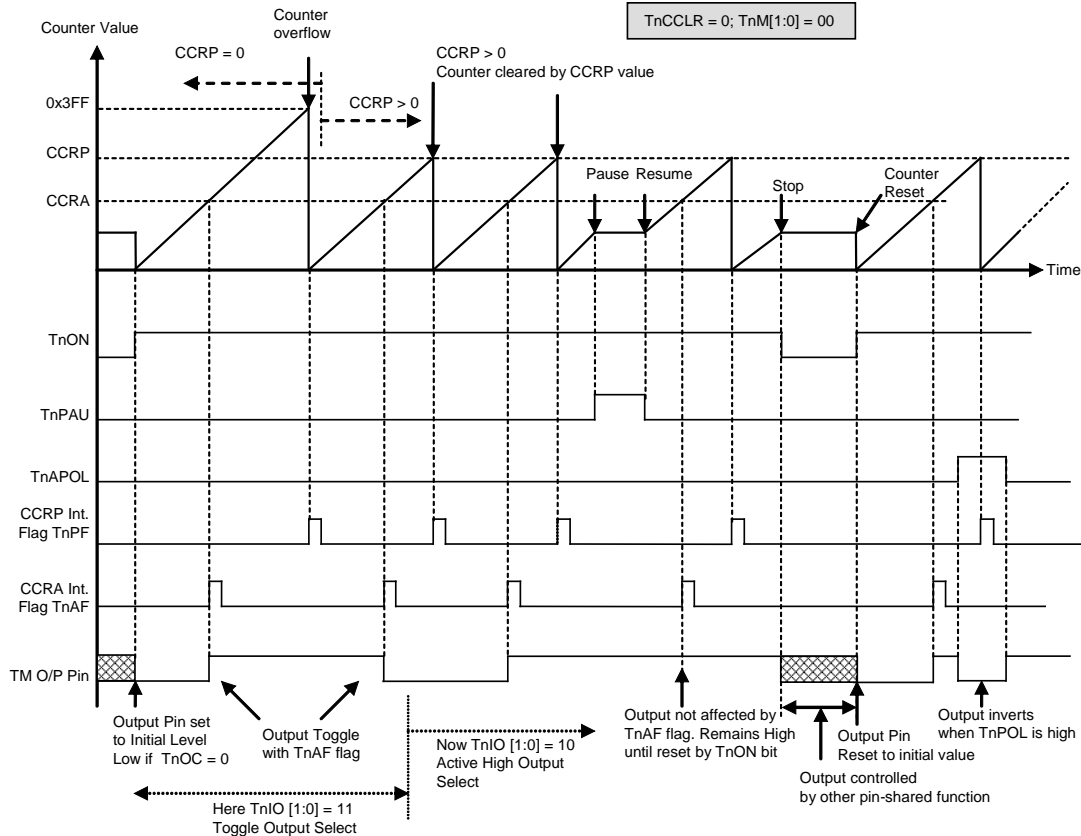 TnCCLR = 0; TnM[1:0] = 00
Counter Value
Counter
overflow
CCRP = 0
CCRP > 0
Counter cleared by CCRP value
0x3FF
CCRP > 0
CCRP
Pause
Resume
Stop
Counter
Reset
CCRA
Time
TnON
TnPAU
TnAPOL
CCRP Int.
Flag TnPF
CCRA Int.
Flag TnAF
TM O/P Pin
Output Pin set
to Initial Level
Low if TnOC = 0
Output Toggle
with TnAF flag
Now TnIO [1:0] = 10
Active High Output
Select
Output not affected by
TnAF flag. Remains High
until reset by TnON bit
Output Pin
Reset to initial value
Output inverts
when TnPOL is high
Output controlled
by other pin-shared function
Here TnIO [1:0] = 11
Toggle Output Select